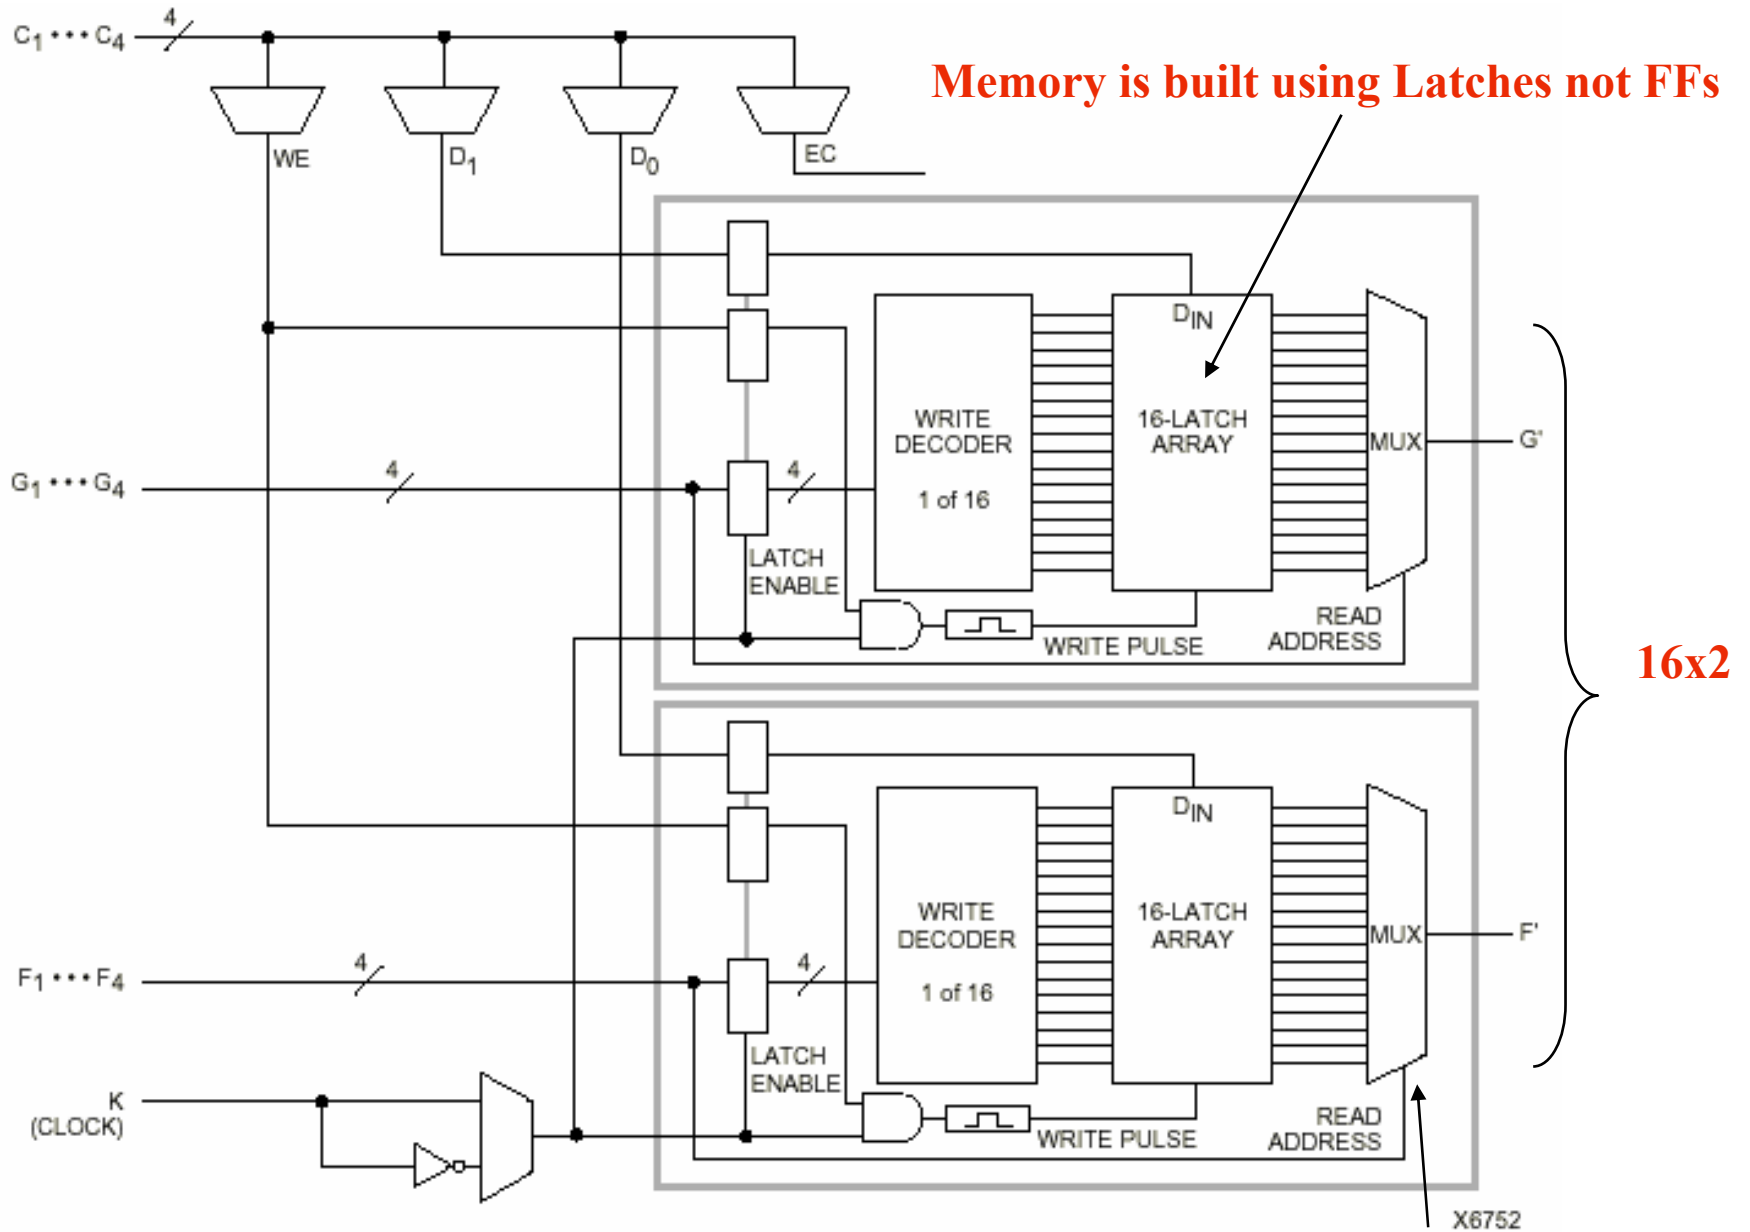 C1 • • • C4
4
Memory is built using Latches not FFs
WE
D1
D0
EC
DIN
WRITE
DECODER
1 of 16
16-LATCH
ARRAY
MUX
G'
G1 • • • G4
4
4
LATCH
ENABLE
WRITE PULSE
READ
ADDRESS
16x2
DIN
WRITE
DECODER
1 of 16
16-LATCH
ARRAY
MUX
F'
F1 • • • F4
4
4
LATCH
ENABLE
K
(CLOCK)
WRITE PULSE
READ
ADDRESS
X6752